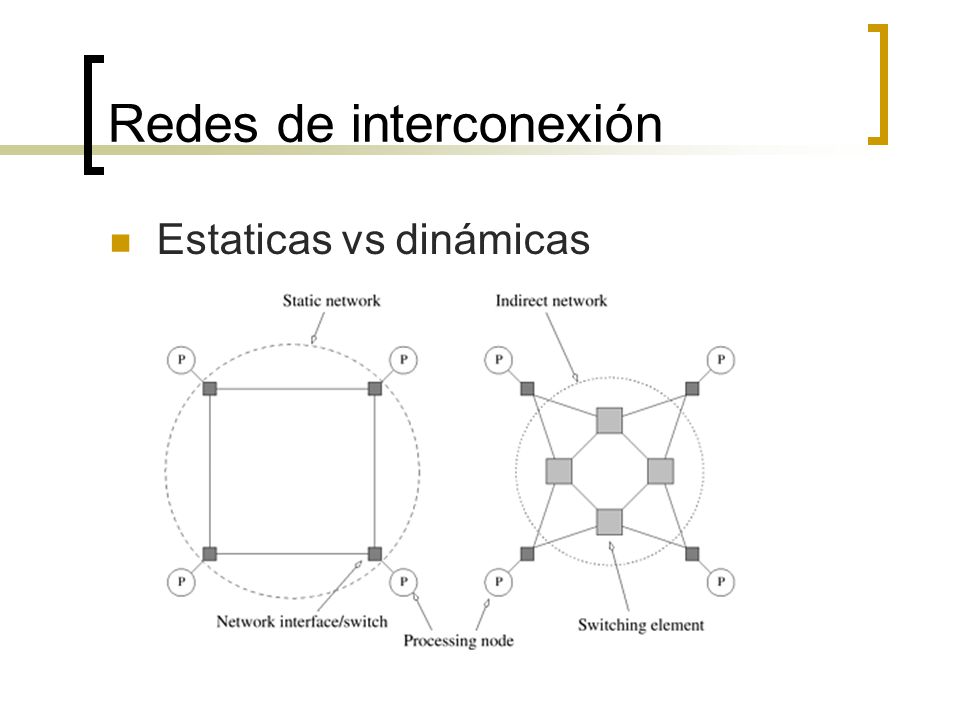 Redes de interconexión
Estaticas vs dinámicas
Static network
Indirect network
P
P
P
P
P
P
P
P
Network interface/switch
Processing node
Switching element